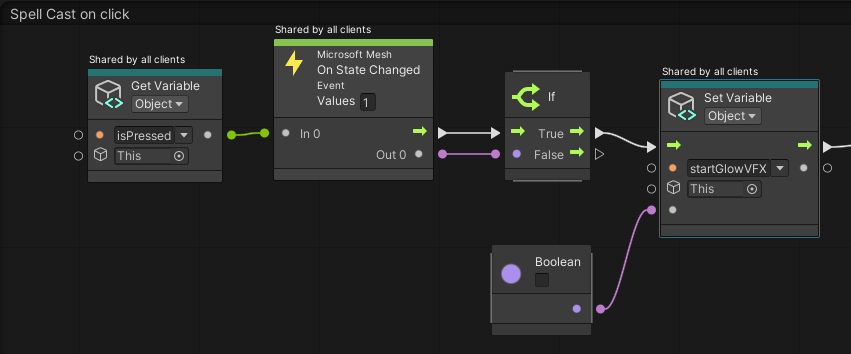 Spell Cast on click
Shared by all clients
Get Variable
Object
isPressed
This
Shared by all clients
Microsoft Mesh
On State Changed
Event
Values 1
In 0
Out 0
If
True
False
Shared by all clients
Set Variable
Object
startGlowVFX
This
Boolean